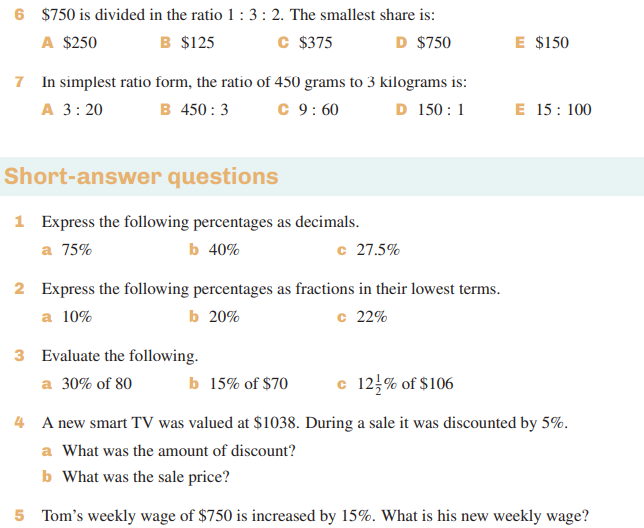 6 $750 is divided in the ratio 1 : 3 : 2. The smallest share is:
A $250 B $125 C $375 D $750 E $150
7 In simplest ratio form, the ratio of 450 grams to 3 kilograms is:
A 3 : 20 B 450 : 3 C 9 : 60 D 150 : 1 E 15 : 100
Short-answer questions
1 Express the following percentages as decimals.
a 75% b 40% c 27.5%
2 Express the following percentages as fractions in their lowest terms.
a 10% b 20% c 22%
3 Evaluate the following.
a 30% of 80 b 15% of $70 c 12½% of $106
4 A new smart TV was valued at $1038. During a sale it was discounted by 5%.
a What was the amount of discount?
b What was the sale price?
5 Tom’s weekly wage of $750 is increased by 15%. What is his new weekly wage?